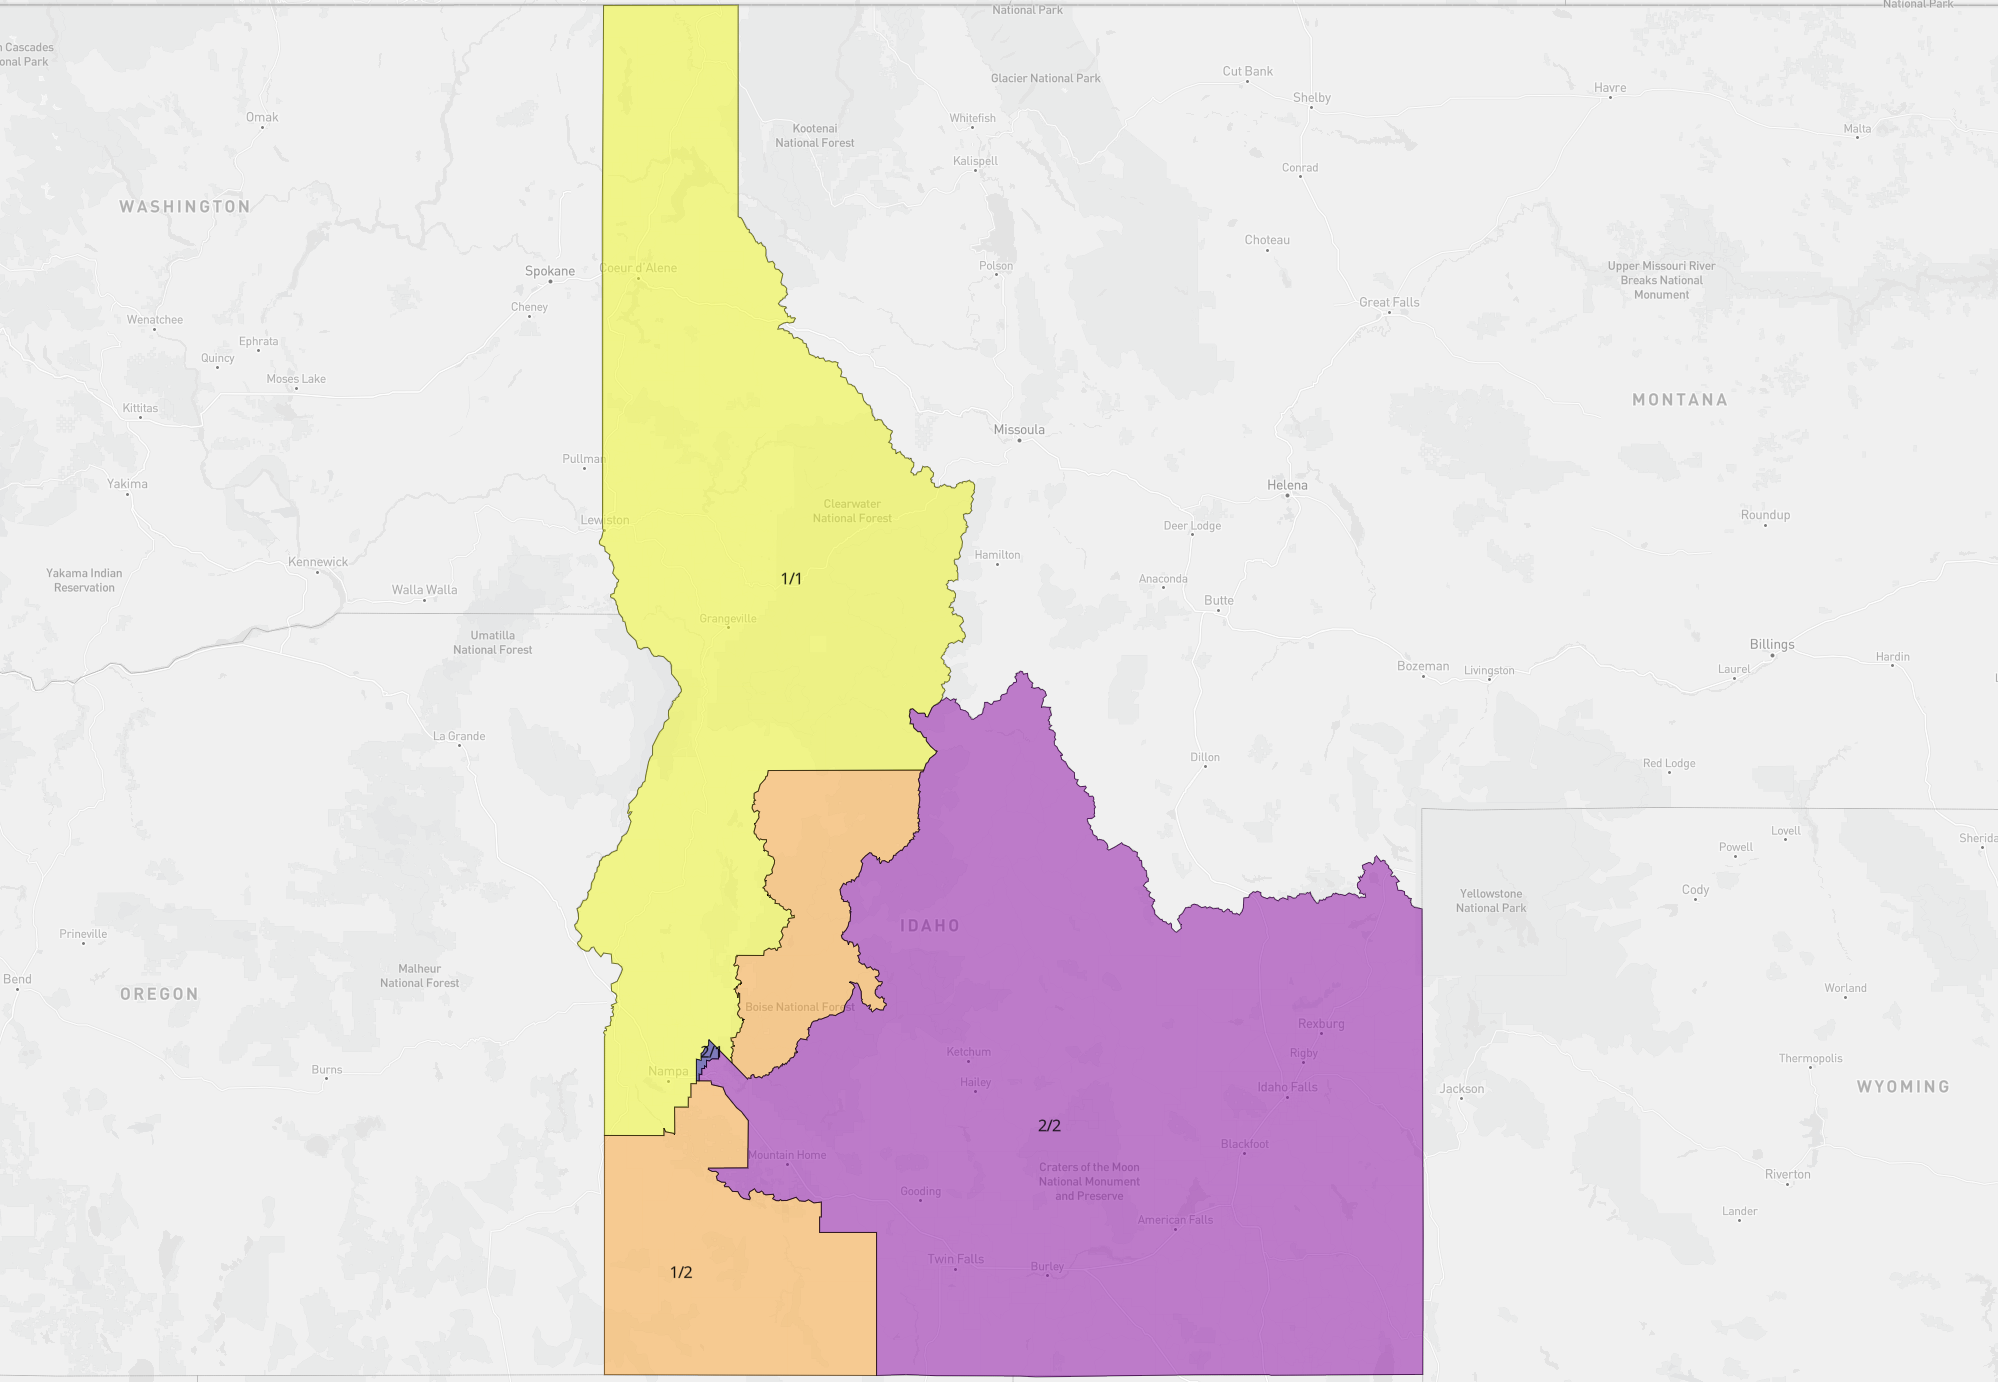 National Park
National Park
Cascades
onal Park
Glacier National Park
Cut Bank
Shelby
Havre
Malta
Omak
Kootenai
National Forest
Whitefish
Kalispell
Conrad
WASHINGTON
Choteau
Spokane
Coeur d'Alene
Polson
Upper Missouri River
Breaks National
Monument
Cheney
Great Falls
Wenatchee
Ephrata
Quincy
Moses Lake
Kittitas
MONTANA
Missoula
Pullman
Yakima
Helena
Clearwater
National Forest
Lewiston
Deer Lodge
Roundup
Kennewick
Hamilton
Yakama Indian
Reservation
Walla Walla
1/1
Anaconda
Butte
Grangeville
Umatilla
National Forest
Billings
Hardin
Bozeman
Livingston
Laurel
La Grande
Dillon
Red Lodge
Lovell
Sherida
Powell
Cody
Yellowstone
National Park
IDAHO
Prineville
Bend
Malheur
National Forest
OREGON
Boise National Forest
Worland
Rexburg
2/1
Ketchum
Rigby
Thermopolis
Burns
Nampa
Hailey
Idaho Falls
Jackson
WYOMING
2/2
Blackfoot
Mountain Home
Craters of the Moon
National Monument
and Preserve
Riverton
Gooding
American Falls
Lander
Twin Falls
Burley
1/2